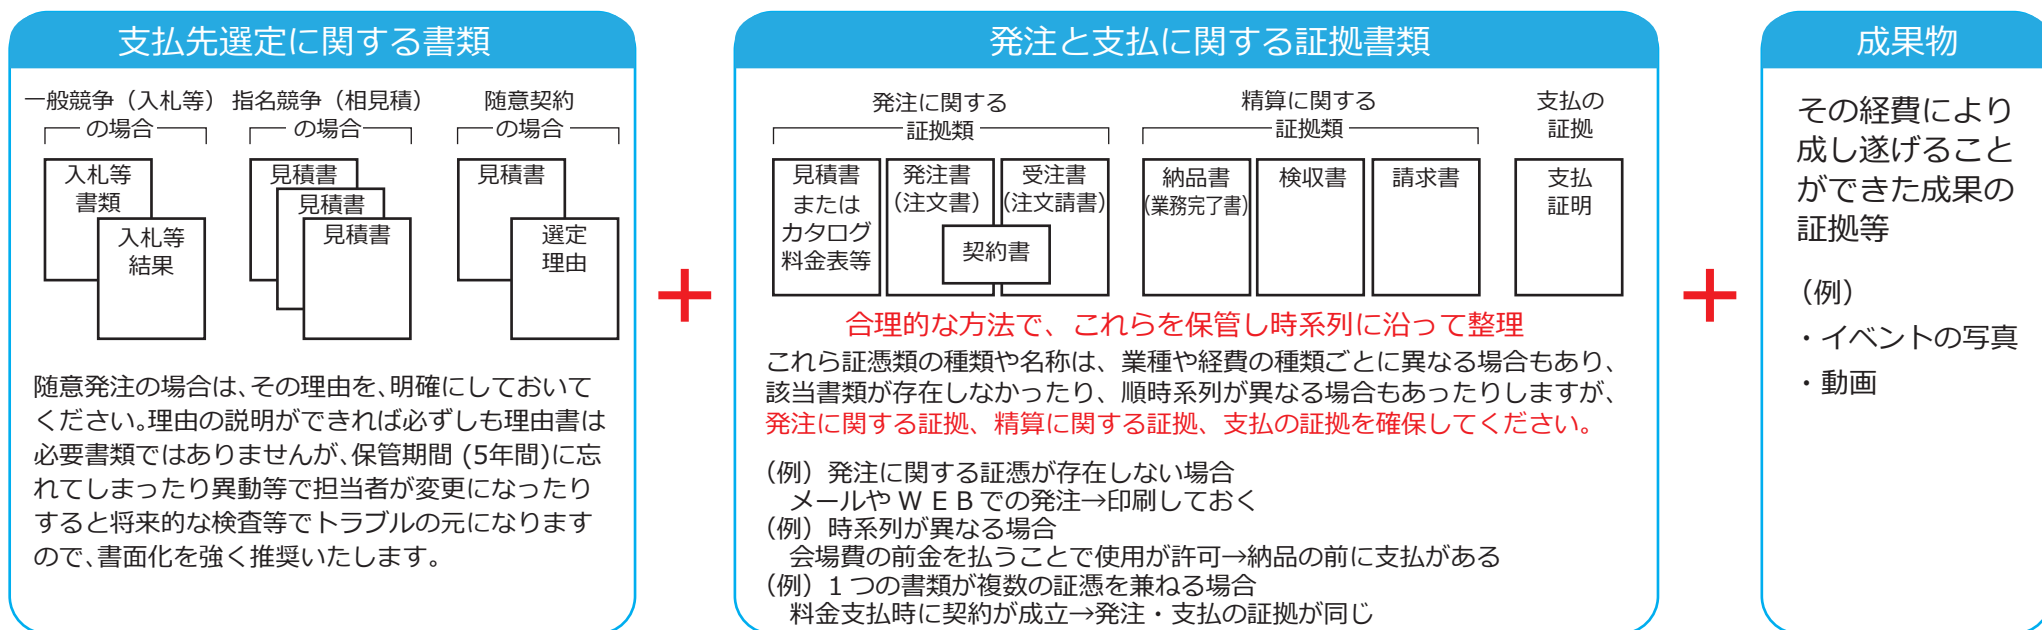 支払先選定に関する書類
一般競争（入札等）
の場合
指名競争（相見積）
の場合
随意契約
の場合
入札等
書類
入札等
結果
見積書
見積書
見積書
見積書
選定
理由
随意発注の場合は、その理由を、明確にしておいて
ください。理由の説明ができれば必ずしも理由書は
必要書類ではありませんが、保管期間 (5年間)に忘
れてしまったり異動等で担当者が変更になったり
すると将来的な検査等でトラブルの元になります
ので、書面化を強く推奨いたします。
＋
発注と支払に関する証拠書類
発注に関する
証拠類
精算に関する
証拠類
支払の
証拠
見積書
または
カタログ
料金表等
発注書
（注文書）
受注書
(注文請書)
契約書
納品書
(業務完了書)
検収書
請求書
支払
証明
合理的な方法で、これらを保管し時系列に沿って整理
これら証憑類の種類や名称は、業種や経費の種類ごとに異なる場合もあり、
該当書類が存在しなかったり、順時系列が異なる場合もあったりしますが、
発注に関する証拠、精算に関する証拠、支払の証拠を確保してください。
（例）発注に関する証憑が存在しない場合
メールやＷＥＢでの発注→印刷しておく
（例）時系列が異なる場合
会場費の前金を払うことで使用が許可→納品の前に支払がある
（例）１つの書類が複数の証憑を兼ねる場合
料金支払時に契約が成立→発注・支払の証拠が同じ
＋
成果物
その経費により
成し遂げること
ができた成果の
証拠等
（例）
・イベントの写真
・動画